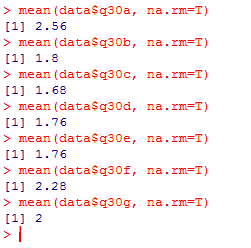 > mean(data$q30a, na.rm=T)
[1] 2.56
> mean(data$q30b, na.rm=T)
[1] 1.8
> mean(data$q30c, na.rm=T)
[1] 1.68
> mean(data$q30d, na.rm=T)
[1] 1.76
> mean(data$q30e, na.rm=T)
[1] 1.76
> mean(data$q30f, na.rm=T)
[1] 2.28
> mean(data$q30g, na.rm=T)
[1] 2
>